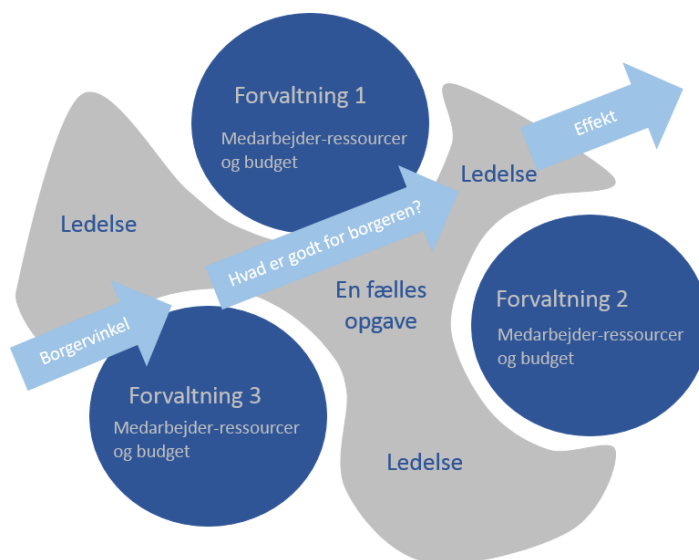 Forvaltning 1
Medarbejder-ressourcer
og budget
Effekt
Ledelse
Ledelse
Hvad er godt for borgeren?
En fælles
opgave
Forvaltning 2
Medarbejder-ressourcer
og budget
Borgervinkel
Forvaltning 3
Medarbejder-ressourcer
og budget
Ledelse